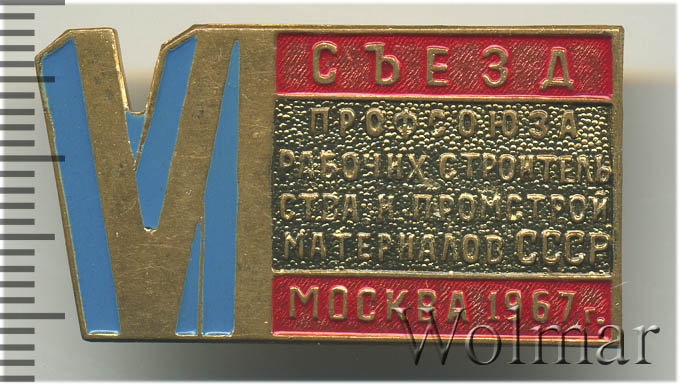 VI
СЪЕЗД
ПРОФСОЮЗА
РАБОЧИХ СТРОИТЕЛЬ
СТВА И ПРОМСТРОЙ
МАТЕРИАЛОВ СССР
МОСКВА 1967 г.
Wolmar